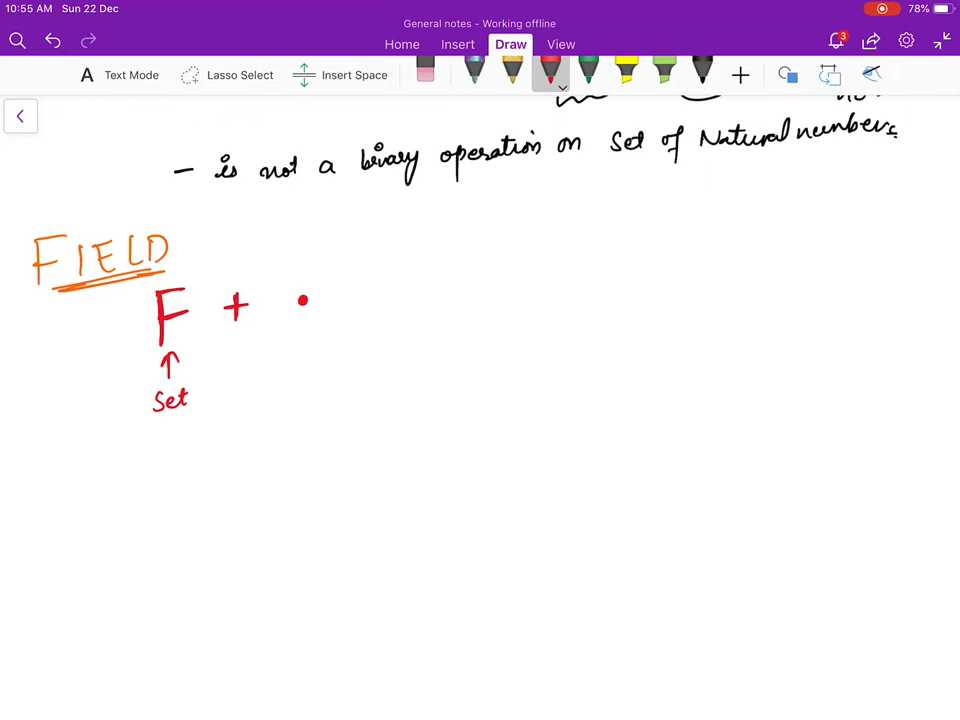 10:55 AM Sun 22 Dec
78%
General notes - Working offline
Home Insert Draw View
3
Text Mode Lasso Select Insert Space
- is not a binary operation on Set of Natural numbers
FIELD
F + •
↑
Set